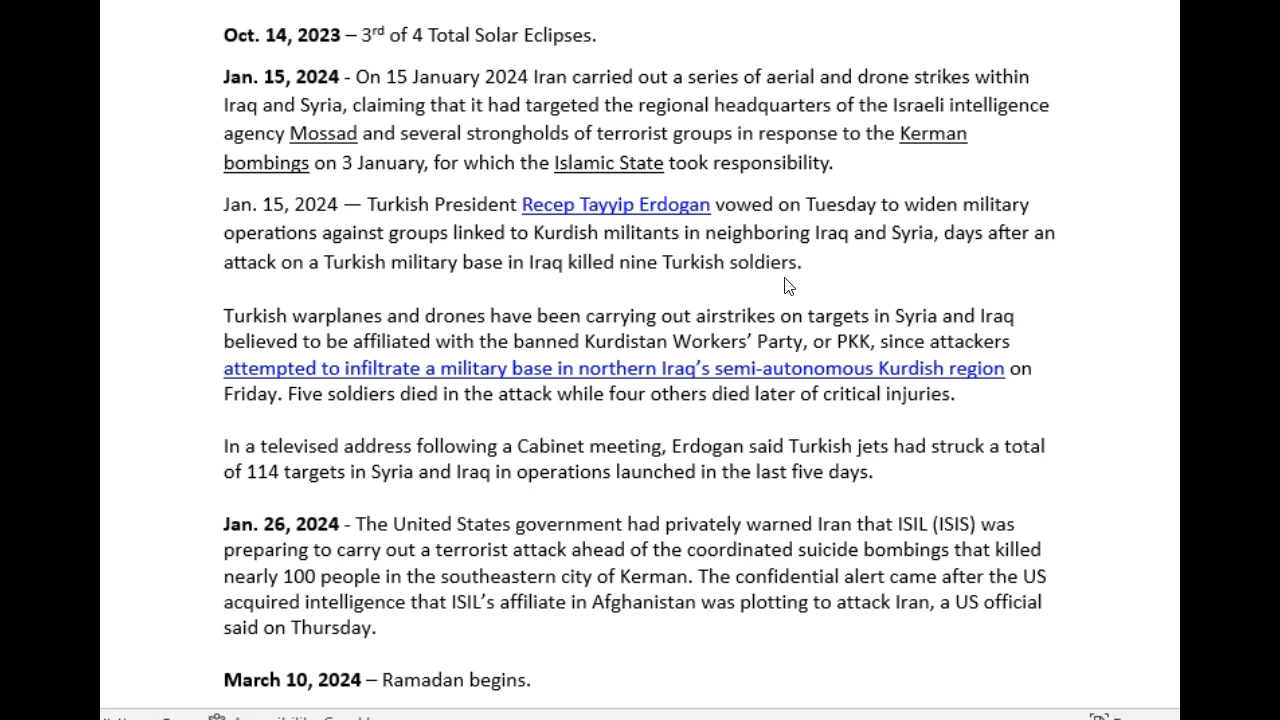 Oct. 14, 2023 – 3rd of 4 Total Solar Eclipses.
Jan. 15, 2024 - On 15 January 2024 Iran carried out a series of aerial and drone strikes within
Iraq and Syria, claiming that it had targeted the regional headquarters of the Israeli intelligence
agency Mossad and several strongholds of terrorist groups in response to the Kerman
bombings on 3 January, for which the Islamic State took responsibility.
Jan. 15, 2024 — Turkish President Recep Tayyip Erdogan vowed on Tuesday to widen military
operations against groups linked to Kurdish militants in neighboring Iraq and Syria, days after an
attack on a Turkish military base in Iraq killed nine Turkish soldiers.
Turkish warplanes and drones have been carrying out airstrikes on targets in Syria and Iraq
believed to be affiliated with the banned Kurdistan Workers’ Party, or PKK, since attackers
attempted to infiltrate a military base in northern Iraq’s semi-autonomous Kurdish region on
Friday. Five soldiers died in the attack while four others died later of critical injuries.
In a televised address following a Cabinet meeting, Erdogan said Turkish jets had struck a total
of 114 targets in Syria and Iraq in operations launched in the last five days.
Jan. 26, 2024 - The United States government had privately warned Iran that ISIL (ISIS) was
preparing to carry out a terrorist attack ahead of the coordinated suicide bombings that killed
nearly 100 people in the southeastern city of Kerman. The confidential alert came after the US
acquired intelligence that ISIL’s affiliate in Afghanistan was plotting to attack Iran, a US official
said on Thursday.
March 10, 2024 – Ramadan begins.